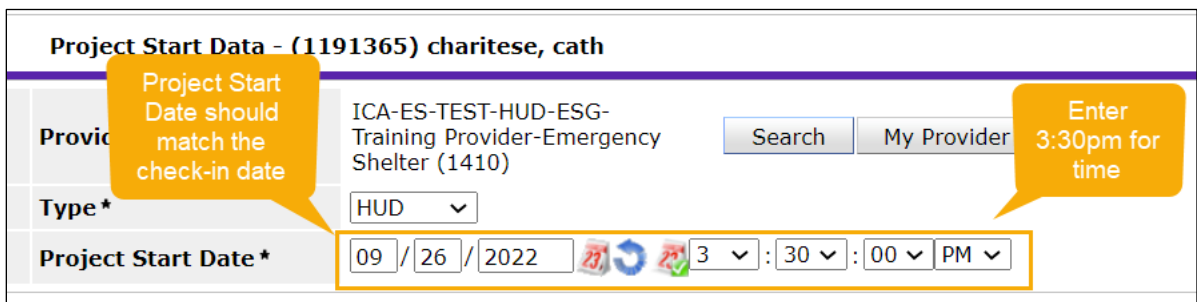 Project Start Data - (1191365) charitese, cath
Project Start
Date should
match the
check-in date
Provid
ICA-ES-TEST-HUD-ESG-
Training Provider-Emergency
Shelter (1410)
Search
My Provider
Enter
3:30pm for
time
Type*
HUD
Project Start Date*
09 / 26 / 2022 23 23 3 : 30 : 00 PM